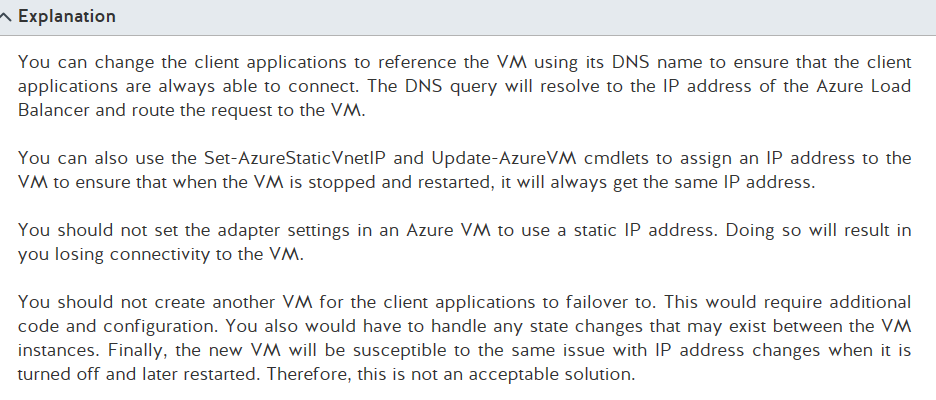 Explanation
You can change the client applications to reference the VM using its DNS name to ensure that the client
applications are always able to connect. The DNS query will resolve to the IP address of the Azure Load
Balancer and route the request to the VM.
You can also use the Set-AzureStaticVnetIP and Update-AzureVM cmdlets to assign an IP address to the
VM to ensure that when the VM is stopped and restarted, it will always get the same IP address.
You should not set the adapter settings in an Azure VM to use a static IP address. Doing so will result in
you losing connectivity to the VM.
You should not create another VM for the client applications to failover to. This would require additional
code and configuration. You also would have to handle any state changes that may exist between the VM
instances. Finally, the new VM will be susceptible to the same issue with IP address changes when it is
turned off and later restarted. Therefore, this is not an acceptable solution.